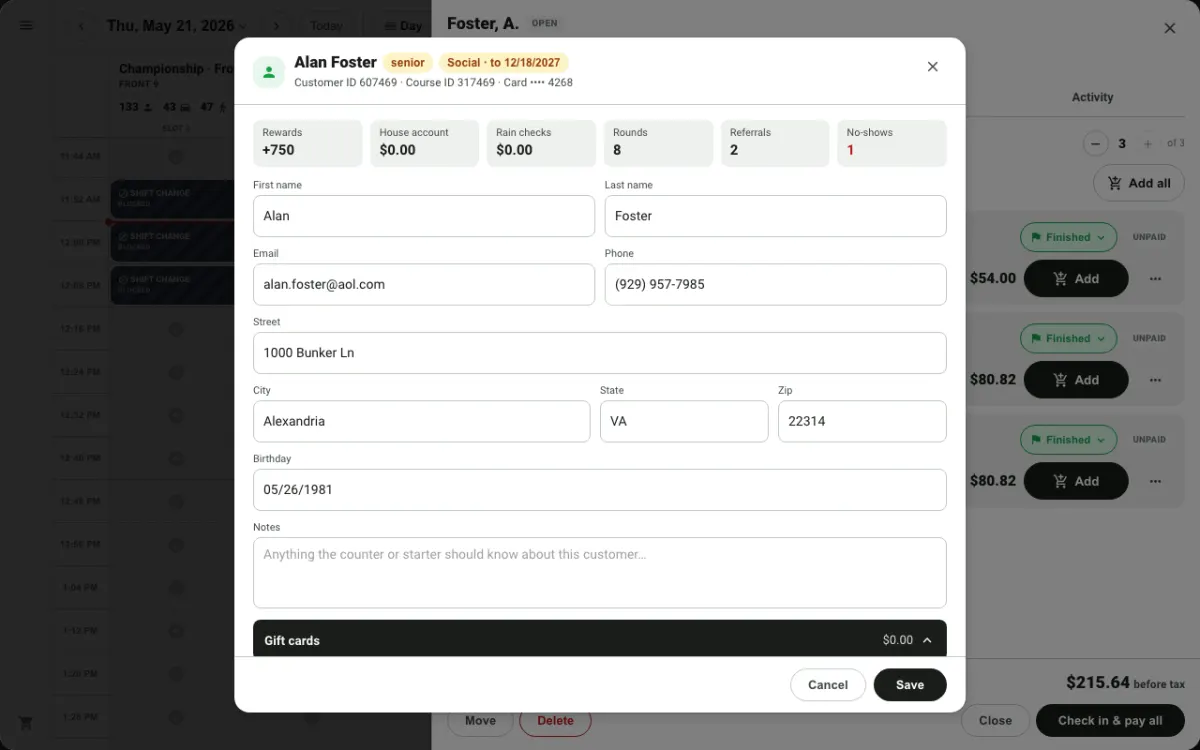 Thu, May 21, 2026
Today
Day
Foster, A. OPEN
Championship · Fro
FRONT 9
133 43 47
SLOT 1
Activity
3 of 3
Add all
11:44 AM
11:52 AM
12:00 PM
SHIFT CHANGE
BLOCKED
SHIFT CHANGE
BLOCKED
SHIFT CHANGE
BLOCKED
12:16 PM
12:24 PM
12:32 PM
12:40 PM
12:48 PM
1:04 PM
1:12 PM
1:20 PM
1:28 PM
Finished UNPAID
$54.00 Add
Finished UNPAID
$80.82 Add
Finished UNPAID
$80.82 Add
$215.64 before tax
Move Delete Close Check in & pay all
Alan Foster senior Social · to 12/18/2027
Customer ID 607469 · Course ID 317469 · Card •••• 4268
Rewards House account Rain checks Rounds Referrals No-shows
+750 $0.00 $0.00 8 2 1
First name Last name
Alan Foster
Email Phone
alan.foster@aol.com (929) 957-7985
Street
1000 Bunker Ln
City State Zip
Alexandria VA 22314
Birthday
05/26/1981
Notes
Anything the counter or starter should know about this customer…
Gift cards $0.00
Cancel Save